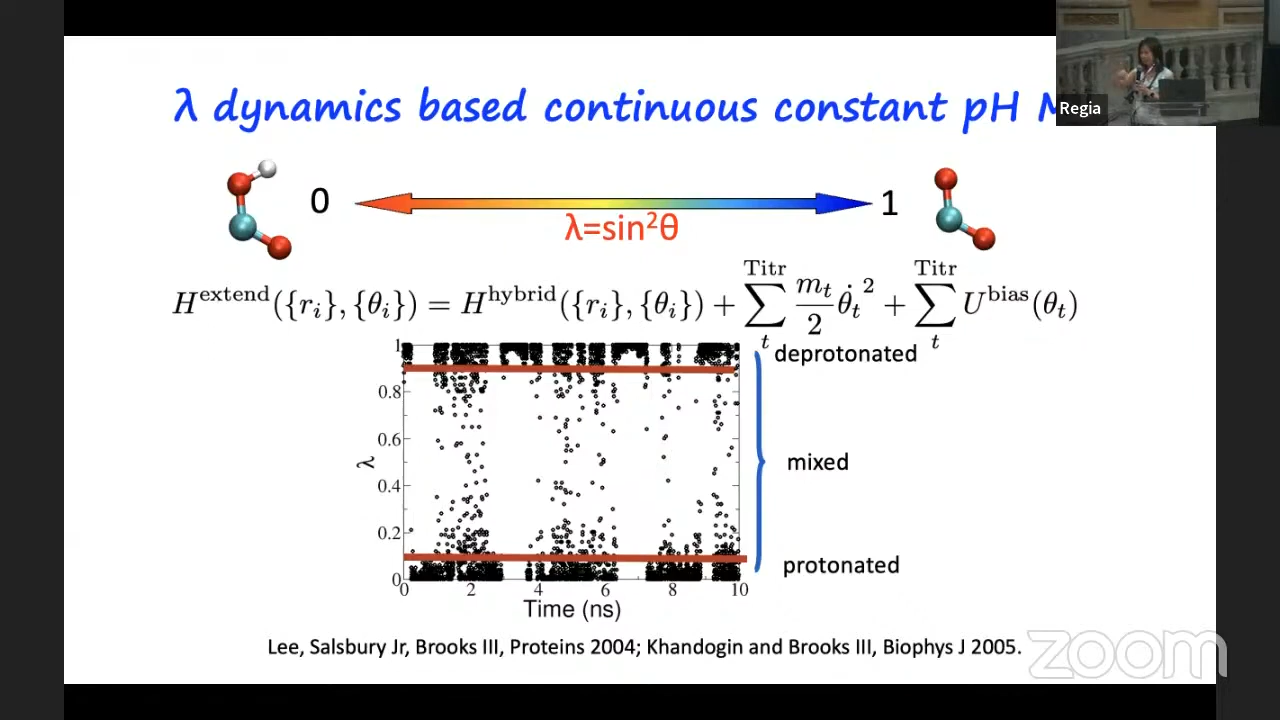 λ dynamics based continuous constant pH
Regia
0
1
λ=sin²θ
H^extend({r_i}, {θ_i}) = H^hybrid({r_i}, {θ_i}) + ∑_t^Titr m_t/2 θ̇_t² + ∑_t^Titr U^bias(θ_t)
deprotonated
mixed
protonated
1
0.8
0.6
0.4
0.2
0
λ
0 2 4 6 8 10
Time (ns)
Lee, Salsbury Jr, Brooks III, Proteins 2004; Khandogin and Brooks III, Biophys J 2005.
zoom